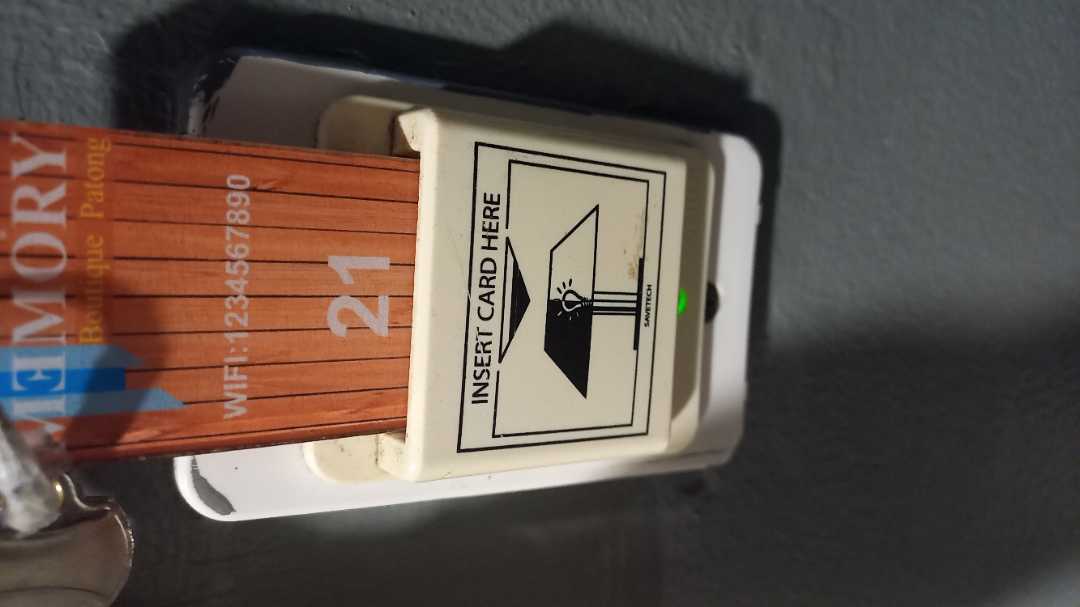 MEMORY
Boutique Patong
WIFI:1234567890
21
INSERT CARD HERE
SAVETECH